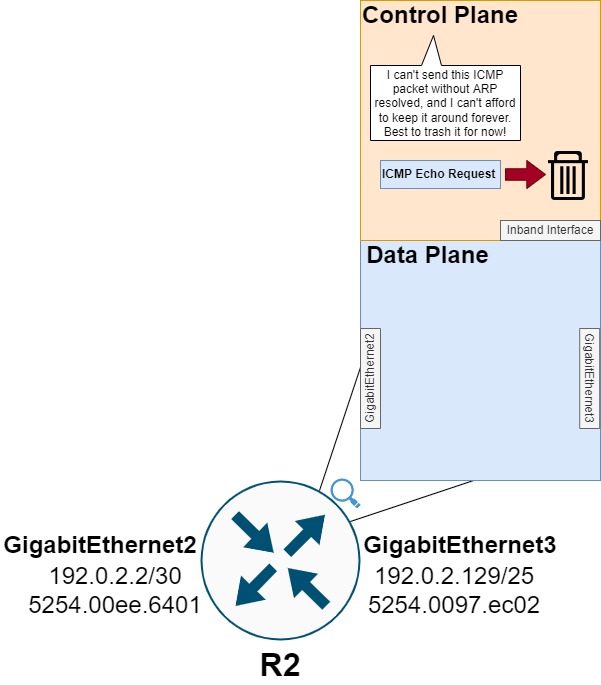 Control Plane
I can't send this ICMP
packet without ARP
resolved, and I can't afford
to keep it around forever.
Best to trash it for now!
ICMP Echo Request
Inband Interface
Data Plane
GigabitEthernet2
GigabitEthernet3
GigabitEthernet2
192.0.2.2/30
5254.00ee.6401
GigabitEthernet3
192.0.2.129/25
5254.0097.ec02
R2